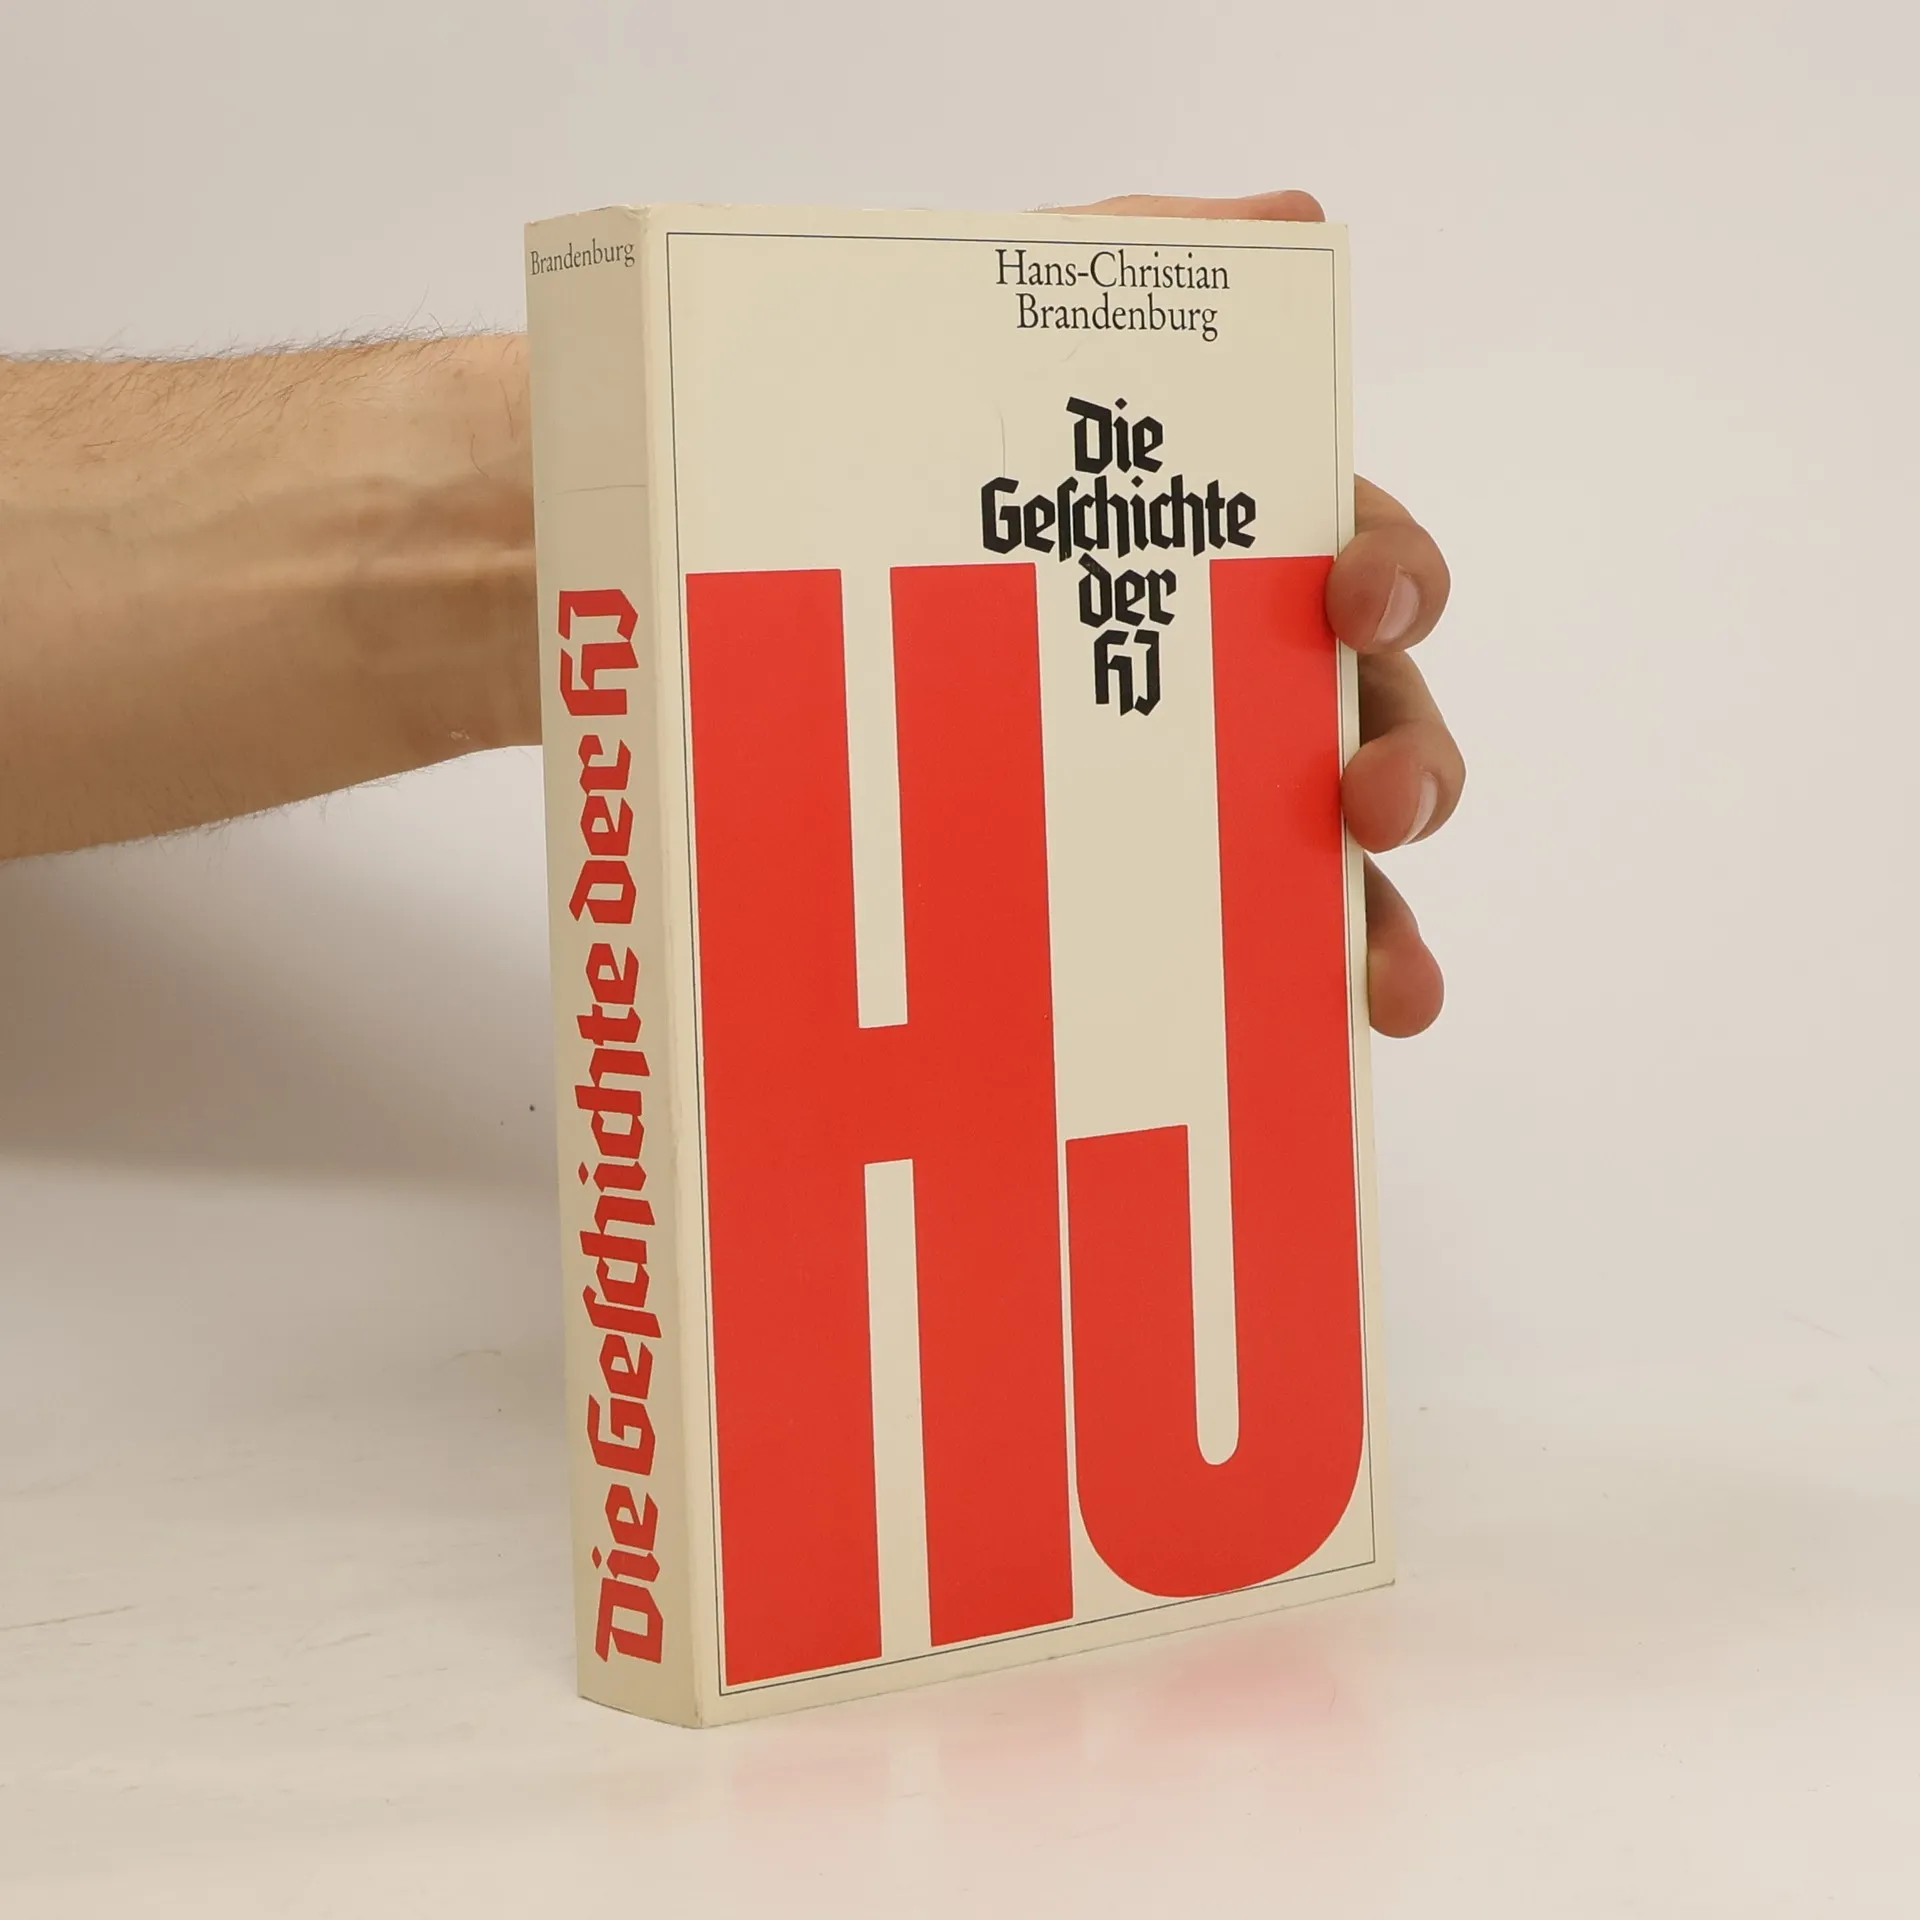 Brandenburg
Die Geſchichte der HJ
Hans-Christian
Brandenburg
Die
Geſchichte
der
HJ
HJ